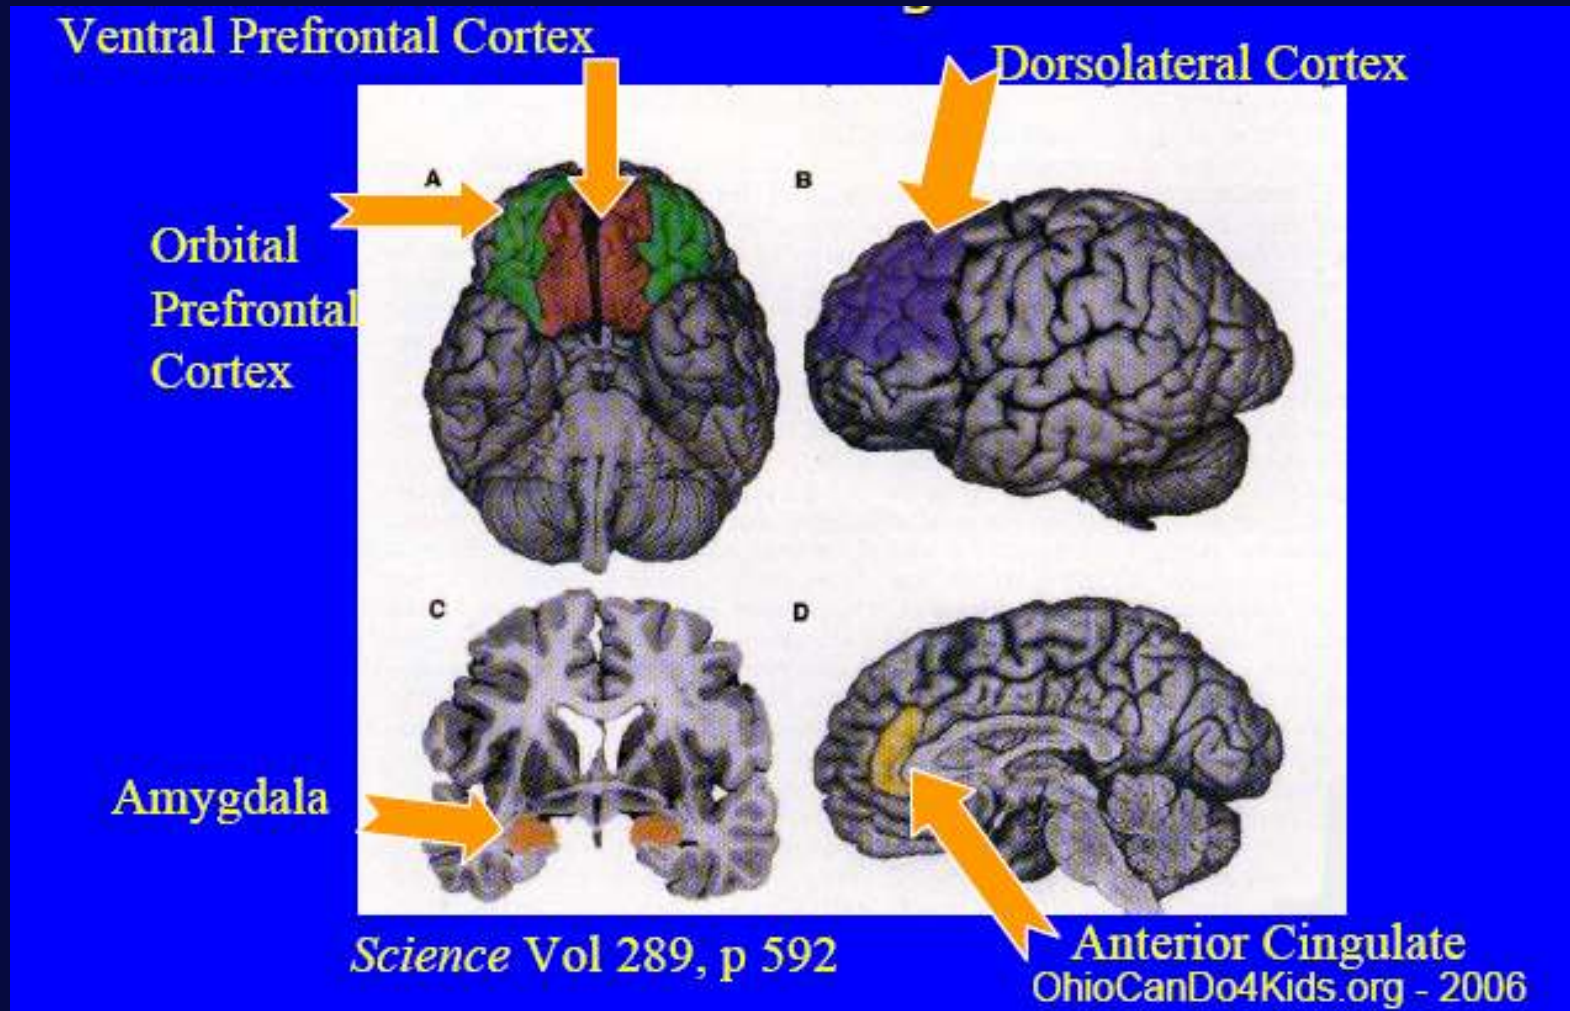 Ventral Prefrontal Cortex
Dorsolateral Cortex
A
B
Orbital
Prefrontal
Cortex
C
D
Amygdala
Science Vol 289, p 592
Anterior Cingulate
OhioCanDo4Kids.org - 2006